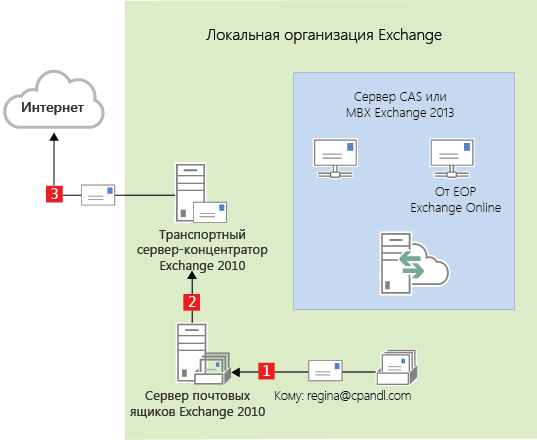 Локальная организация Exchange
Интернет
Сервер CAS или
MBX Exchange 2013
От EOP
Exchange Online
3
Транспортный
сервер-концентратор
Exchange 2010
2
1
Сервер почтовых
ящиков Exchange 2010
Кому: regina@cpandl.com